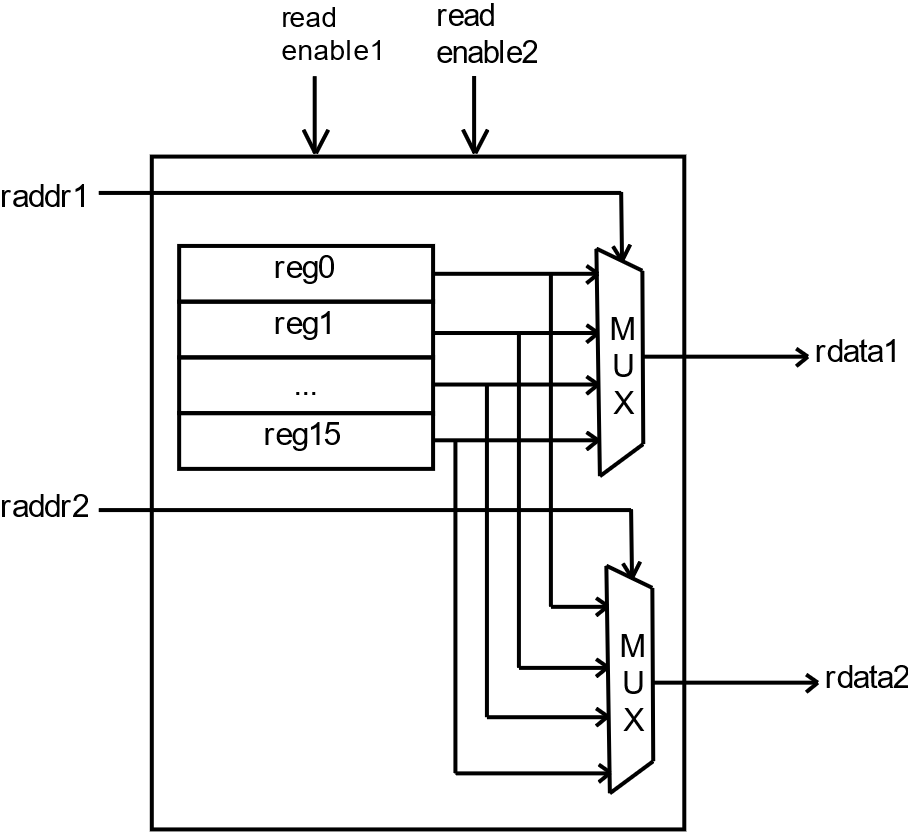 read
enable1
read
enable2
raddr1
reg0
reg1
...
reg15
M
U
X
rdata1
raddr2
M
U
X
rdata2